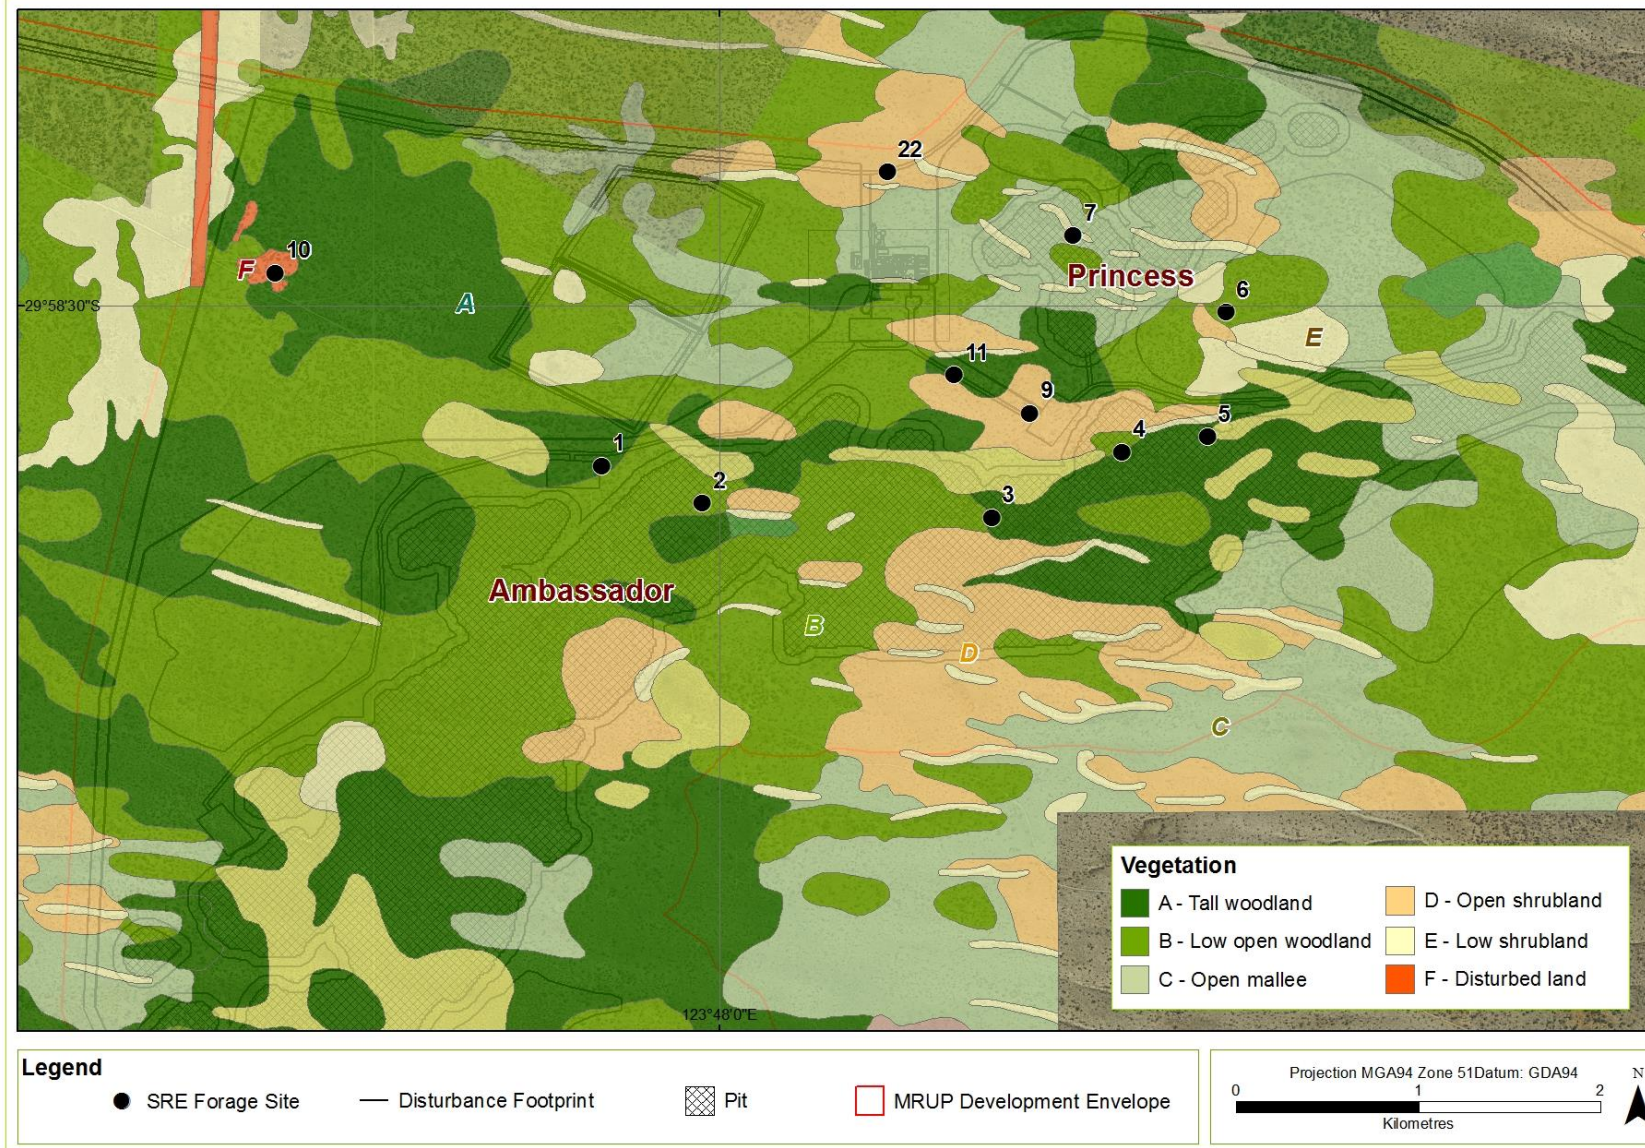 22
7
10
F
Princess
6
A
29°58'30"S
E
11
9
5
4
1
2
3
Ambassador
B
D
C
Vegetation
A - Tall woodland
B - Low open woodland
C - Open mallee
D - Open shrubland
E - Low shrubland
F - Disturbed land
123°48'0"E
Legend
SRE Forage Site
Disturbance Footprint
Pit
MRUP Development Envelope
Projection MGA94 Zone 51Datum: GDA94
0 1 2
Kilometres
N